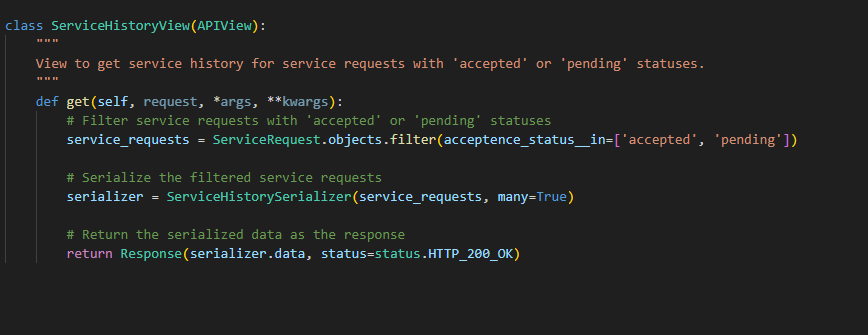 class ServiceHistoryView(APIView):
"""
View to get service history for service requests with 'accepted' or 'pending' statuses.
"""
def get(self, request, *args, **kwargs):
# Filter service requests with 'accepted' or 'pending' statuses
service_requests = ServiceRequest.objects.filter(acceptence_status__in=['accepted', 'pending'])
# Serialize the filtered service requests
serializer = ServiceHistorySerializer(service_requests, many=True)
# Return the serialized data as the response
return Response(serializer.data, status=status.HTTP_200_OK)